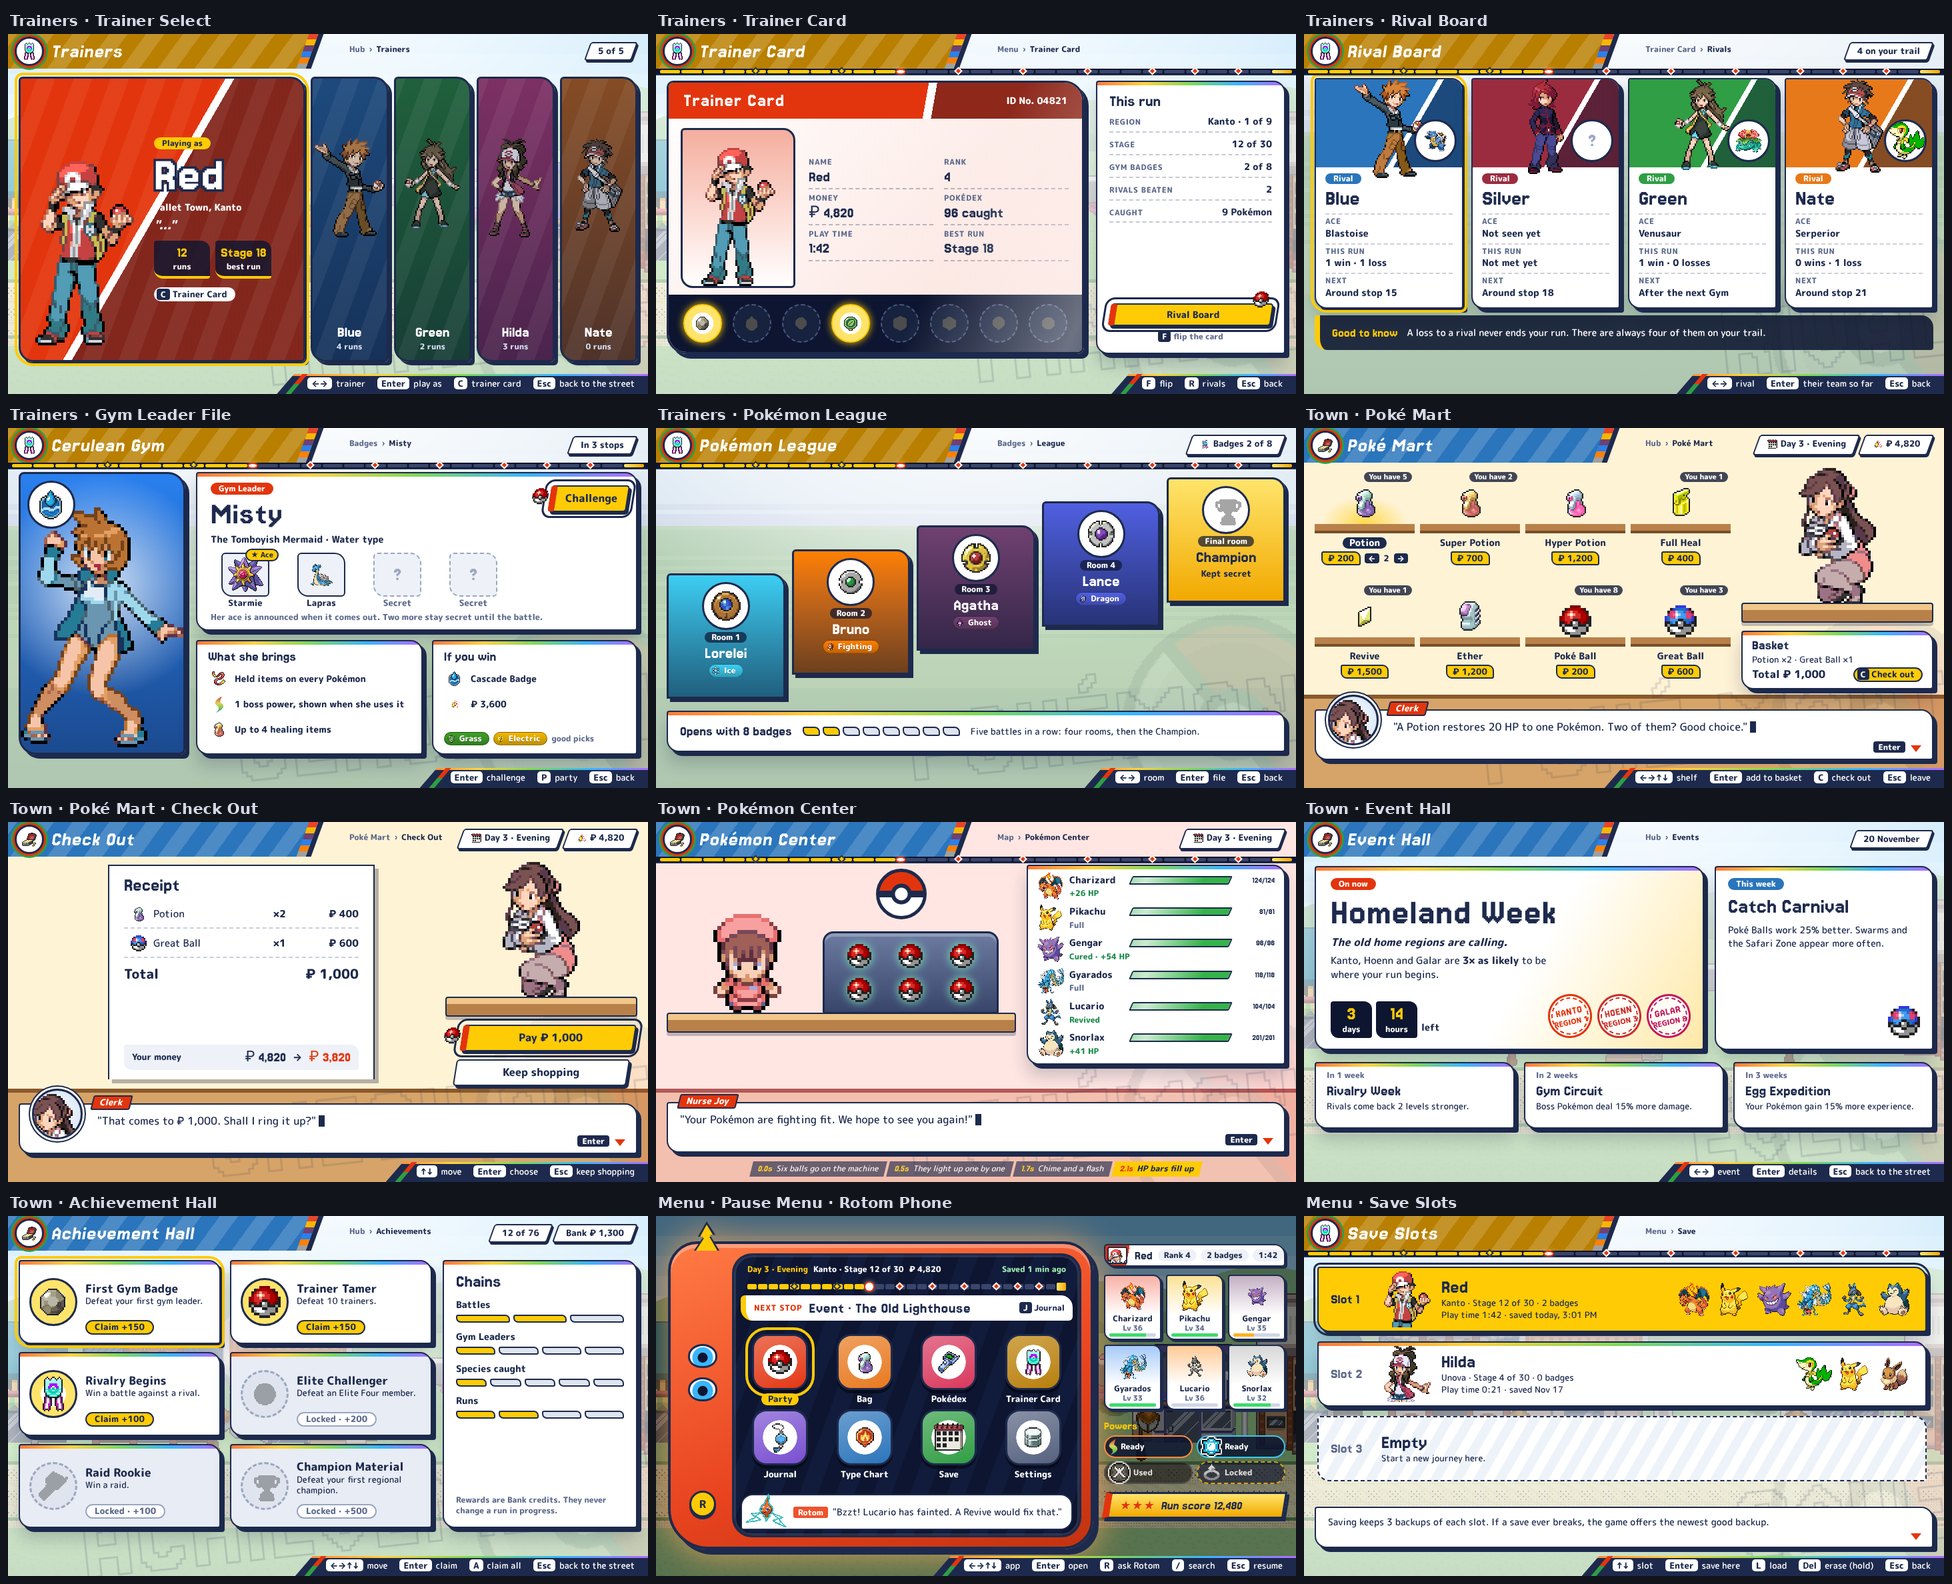 Trainers · Trainer Select
Trainers
Hub › Trainers
5 of 5
Playing as
Red
allet Town, Kanto
"..."
12
runs
Stage 18
best run
C Trainer Card
Blue
4 runs
Green
2 runs
Hilda
3 runs
Nate
0 runs
←→ trainer Enter play as C trainer card Esc back to the street
Trainers · Trainer Card
Trainer Card
Menu › Trainer Card
Trainer Card
ID No. 04821
NAME
Red
RANK
4
MONEY
₽ 4,820
POKÉDEX
96 caught
PLAY TIME
1:42
BEST RUN
Stage 18
This run
REGION Kanto · 1 of 9
STAGE 12 of 30
GYM BADGES 2 of 8
RIVALS BEATEN 2
CAUGHT 9 Pokémon
Rival Board
F flip the card
F flip R rivals Esc back
Trainers · Rival Board
Rival Board
Trainer Card › Rivals
4 on your trail
Rival
Blue
ACE
Blastoise
THIS RUN
1 win · 1 loss
NEXT
Around stop 15
?
Rival
Silver
ACE
Not seen yet
THIS RUN
Not met yet
NEXT
Around stop 18
Rival
Green
ACE
Venusaur
THIS RUN
1 win · 0 losses
NEXT
After the next Gym
Rival
Nate
ACE
Serperior
THIS RUN
0 wins · 1 loss
NEXT
Around stop 21
Good to know A loss to a rival never ends your run. There are always four of them on your trail.
←→ rival Enter their team so far Esc back
Trainers · Gym Leader File
Cerulean Gym
Badges › Misty
In 3 stops
Gym Leader
Misty
Challenge
The Tomboyish Mermaid · Water type
★ Ace
? ?
Starmie Lapras Secret Secret
Her ace is announced when it comes out. Two more stay secret until the battle.
What she brings
Held items on every Pokémon
1 boss power, shown when she uses it
Up to 4 healing items
If you win
Cascade Badge
₽ 3,600
Grass Electric good picks
Enter challenge P party Esc back
Trainers · Pokémon League
Pokémon League
Badges › League
Badges 2 of 8
Room 1
Lorelei
Ice
Room 2
Bruno
Fighting
Room 3
Agatha
Ghost
Room 4
Lance
Dragon
Final room
Champion
Kept secret
Opens with 8 badges Five battles in a row: four rooms, then the Champion.
←→ room Enter file Esc back
Town · Poké Mart
Poké Mart
Hub › Poké Mart
Day 3 · Evening
₽ 4,820
You have 5 You have 2 You have 1
Potion Super Potion Hyper Potion Full Heal
₽ 200 ← 2 → ₽ 700 ₽ 1,200 ₽ 400
You have 1 You have 8 You have 3
Revive Ether Poké Ball Great Ball
₽ 1,500 ₽ 1,200 ₽ 200 ₽ 600
Basket
Potion ×2 · Great Ball ×1
Total ₽ 1,000 C Check out
Clerk
"A Potion restores 20 HP to one Pokémon. Two of them? Good choice."
Enter
←→↑↓ shelf Enter add to basket C check out Esc leave
Town · Poké Mart · Check Out
Check Out
Poké Mart › Check Out
Day 3 · Evening
₽ 4,820
Receipt
Potion ×2 ₽ 400
Great Ball ×1 ₽ 600
Total ₽ 1,000
Your money ₽ 4,820 → ₽ 3,820
Pay ₽ 1,000
Keep shopping
Clerk
"That comes to ₽ 1,000. Shall I ring it up?"
Enter
↑↓ move Enter choose Esc keep shopping
Town · Pokémon Center
Pokémon Center
Map › Pokémon Center
Day 3 · Evening
Charizard 124/124
+26 HP
Pikachu 81/81
Full
Gengar 98/98
Cured · +54 HP
Gyarados 118/118
Full
Lucario 104/104
Revived
Snorlax 201/201
+41 HP
Nurse Joy
"Your Pokémon are fighting fit. We hope to see you again!"
Enter
0.0s Six balls go on the machine 0.5s They light up one by one 1.7s Chime and a flash 2.1s HP bars fill up
Town · Event Hall
Event Hall
Hub › Events
20 November
On now
Homeland Week
The old home regions are calling.
Kanto, Hoenn and Galar are 3× as likely to be
where your run begins.
3
days
14
hours
left
KANTO
REGION 1
HOENN
REGION 3
GALAR
REGION 8
This week
Catch Carnival
Poké Balls work 25% better. Swarms and
the Safari Zone appear more often.
In 1 week
Rivalry Week
Rivals come back 2 levels stronger.
In 2 weeks
Gym Circuit
Boss Pokémon deal 15% more damage.
In 3 weeks
Egg Expedition
Your Pokémon gain 15% more experience.
←→ event Enter details Esc back to the street
Town · Achievement Hall
Achievement Hall
Hub › Achievements
12 of 76
Bank ₽ 1,300
First Gym Badge
Defeat your first gym leader.
Claim +150
Trainer Tamer
Defeat 10 trainers.
Claim +150
Rivalry Begins
Win a battle against a rival.
Claim +100
Elite Challenger
Defeat an Elite Four member.
Locked · +200
Raid Rookie
Win a raid.
Locked · +100
Champion Material
Defeat your first regional
champion.
Locked · +500
Chains
Battles
Gym Leaders
Species caught
Runs
Rewards are Bank credits. They never
change a run in progress.
←→↑↓ move Enter claim A claim all Esc back to the street
Menu · Pause Menu · Rotom Phone
Day 3 · Evening Kanto · Stage 12 of 30 ₽ 4,820 Saved 1 min ago
NEXT STOP Event · The Old Lighthouse J Journal
Party Bag Pokédex Trainer Card
Journal Type Chart Save Settings
R
Rotom "Bzzt! Lucario has fainted. A Revive would fix that."
Red Rank 4 2 badges 1:42
Charizard Pikachu Gengar
Lv 36 Lv 34 Lv 35
Gyarados Lucario Snorlax
Lv 33 Lv 36 Lv 32
Powers
Ready Ready
Used Locked
★★★ Run score 12,480
←→↑↓ app Enter open R ask Rotom / search Esc resume
Menu · Save Slots
Save Slots
Menu › Save
Slot 1
Red
Kanto · Stage 12 of 30 · 2 badges
Play time 1:42 · saved today, 3:01 PM
Slot 2
Hilda
Unova · Stage 4 of 30 · 0 badges
Play time 0:21 · saved Nov 17
Slot 3
Empty
Start a new journey here.
Saving keeps 3 backups of each slot. If a save ever breaks, the game offers the newest good backup.
↑↓ slot Enter save here L load Del erase (hold) Esc back